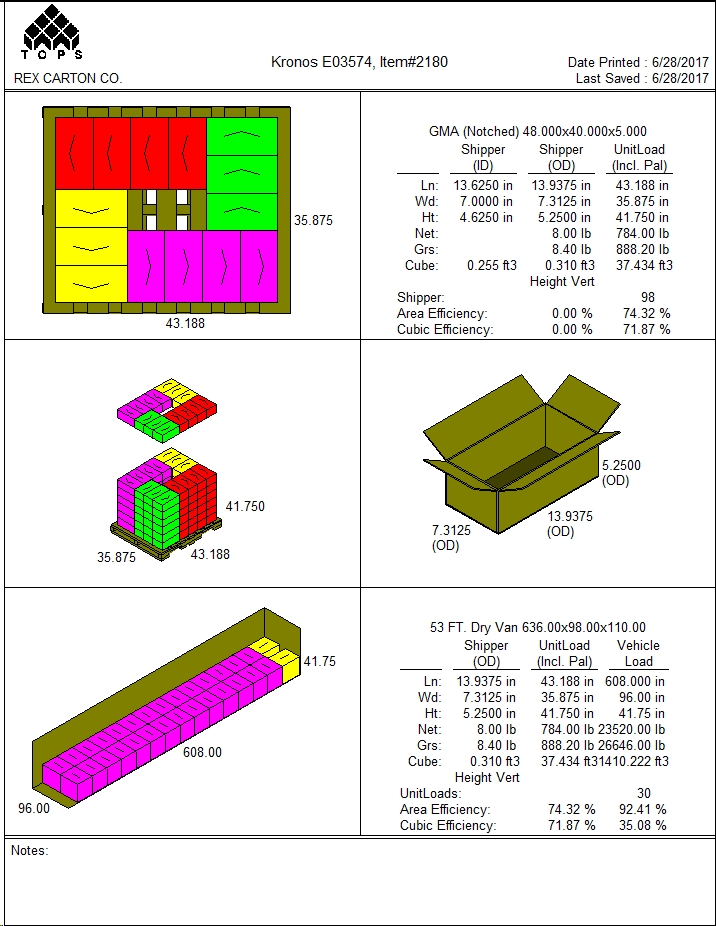 TOPS
REX CARTON CO.
Kronos E03574, Item#2180
Date Printed : 6/28/2017
Last Saved : 6/28/2017
35.875
43.188
GMA (Notched) 48.000x40.000x5.000
Shipper Shipper UnitLoad
(ID) (OD) (Incl. Pal)
Ln: 13.6250 in 13.9375 in 43.188 in
Wd: 7.0000 in 7.3125 in 35.875 in
Ht: 4.6250 in 5.2500 in 41.750 in
Net: 8.00 lb 784.00 lb
Grs: 8.40 lb 888.20 lb
Cube: 0.255 ft3 0.310 ft3 37.434 ft3
Height Vert
Shipper: 98
Area Efficiency: 0.00 % 74.32 %
Cubic Efficiency: 0.00 % 71.87 %
41.750
35.875
43.188
5.2500
(OD)
13.9375
(OD)
7.3125
(OD)
41.75
608.00
96.00
53 FT. Dry Van 636.00x98.00x110.00
Shipper UnitLoad Vehicle
(OD) (Incl. Pal) Load
Ln: 13.9375 in 43.188 in 608.000 in
Wd: 7.3125 in 35.875 in 96.00 in
Ht: 5.2500 in 41.750 in 41.75 in
Net: 8.00 lb 784.00 lb 23520.00 lb
Grs: 8.40 lb 888.20 lb 26646.00 lb
Cube: 0.310 ft3 37.434 ft31410.222 ft3
Height Vert
UnitLoads: 30
Area Efficiency: 74.32 % 92.41 %
Cubic Efficiency: 71.87 % 35.08 %
Notes: